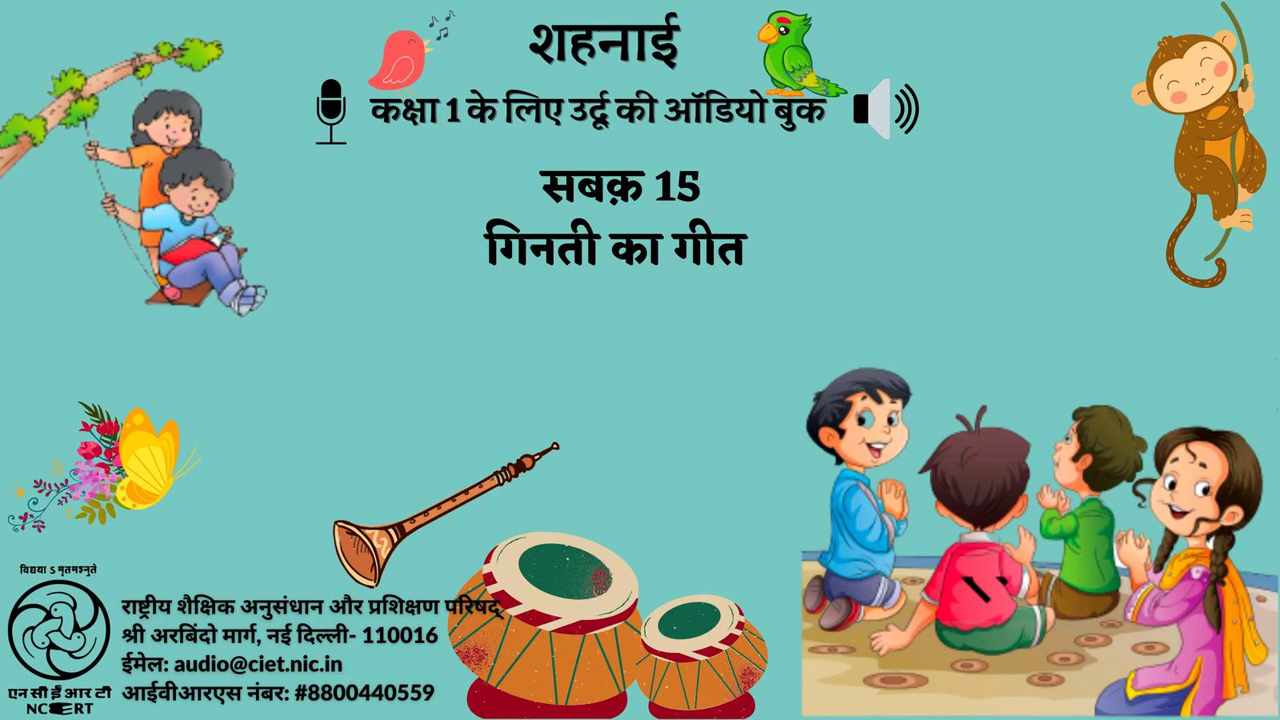 शहनाई
कक्षा 1 के लिए उर्दू की ऑडियो बुक
सबक़ 15
गिनती का गीत
विद्यया ऽ मृतमश्नुते
एन सी ई आर टी
NCERT
राष्ट्रीय शैक्षिक अनुसंधान और प्रशिक्षण परिषद्
श्री अरबिंदो मार्ग, नई दिल्ली- 110016
ईमेल: audio@ciet.nic.in
आईवीआरएस नंबर: #8800440559